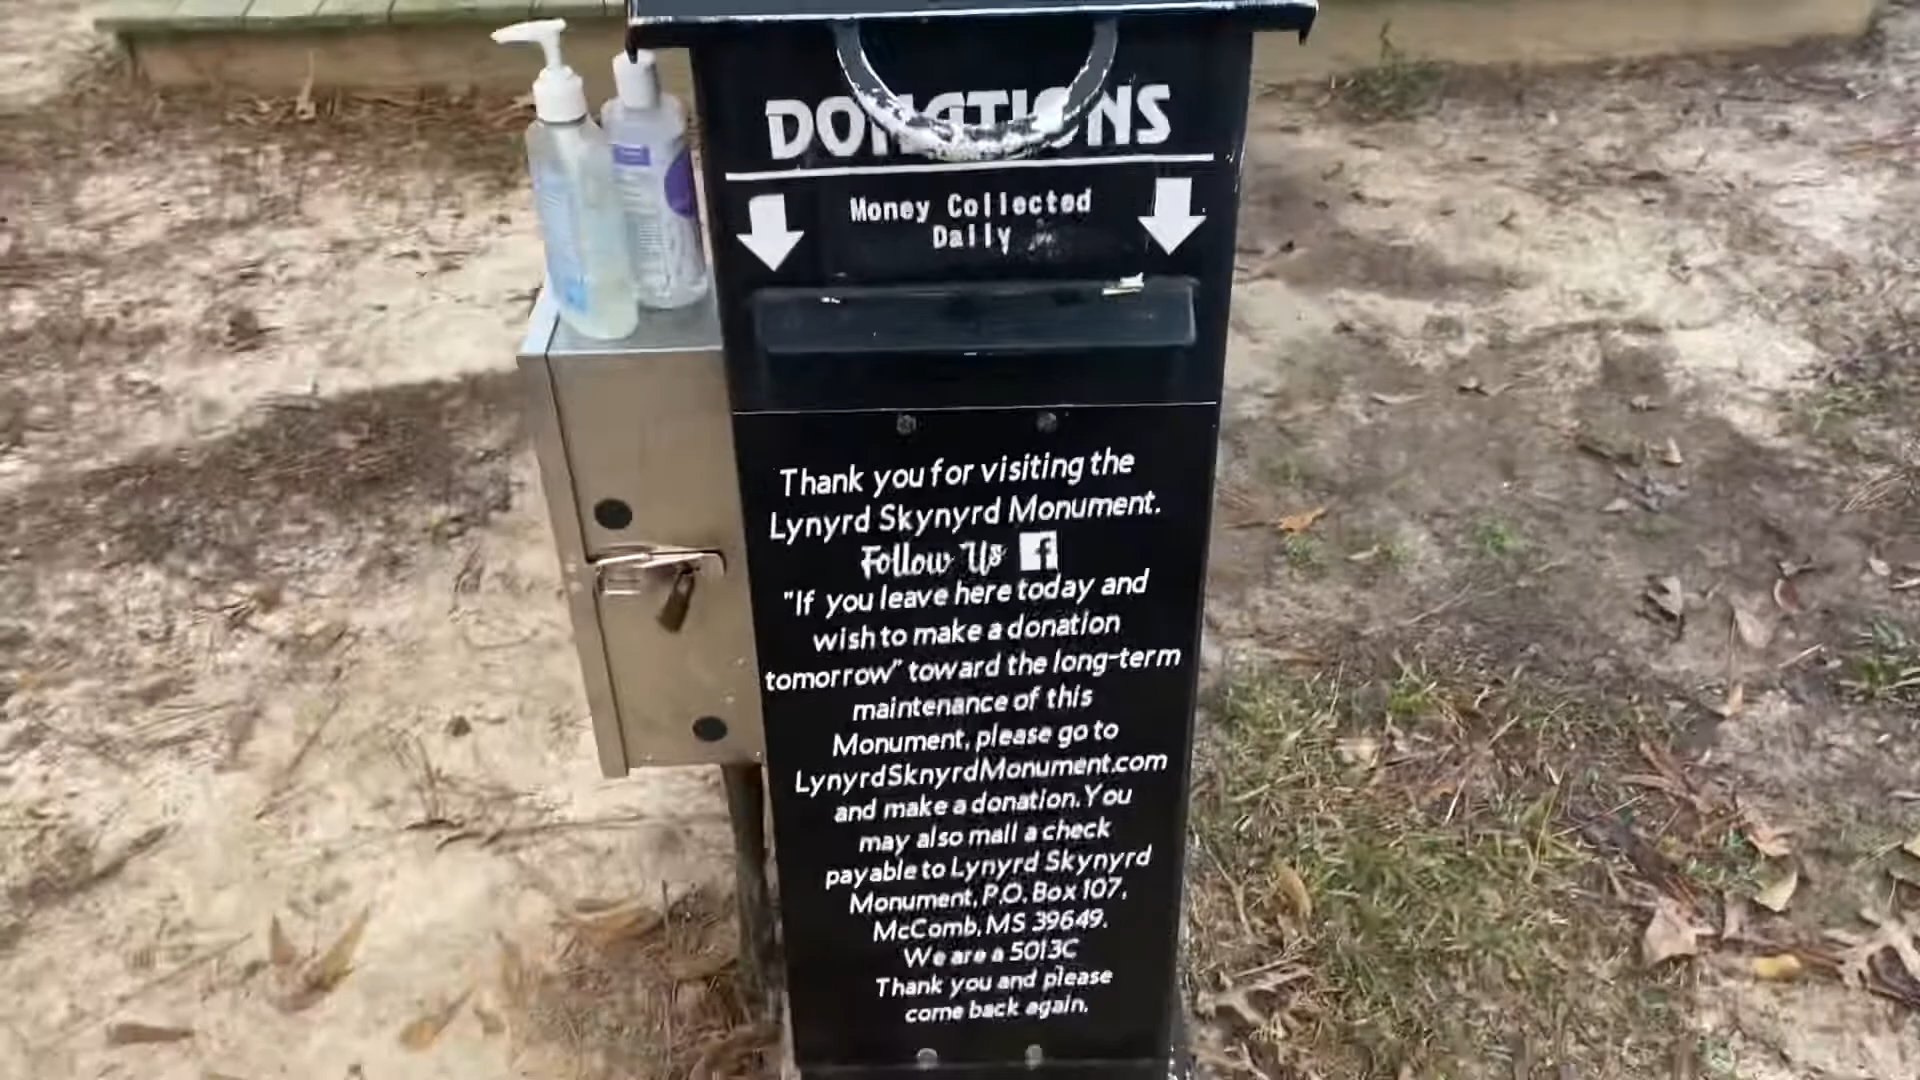 DONATIONS
Money Collected
Daily
Thank you for visiting the
Lynyrd Skynyrd Monument.
Follow Us f
"If you leave here today and
wish to make a donation
tomorrow" toward the long-term
maintenance of this
Monument, please go to
LynyrdSknyrdMonument.com
and make a donation. You
may also mail a check
payable to Lynyrd Skynyrd
Monument, P.O. Box 107,
McComb, MS 39649.
We are a 5013C
Thank you and please
come back again.